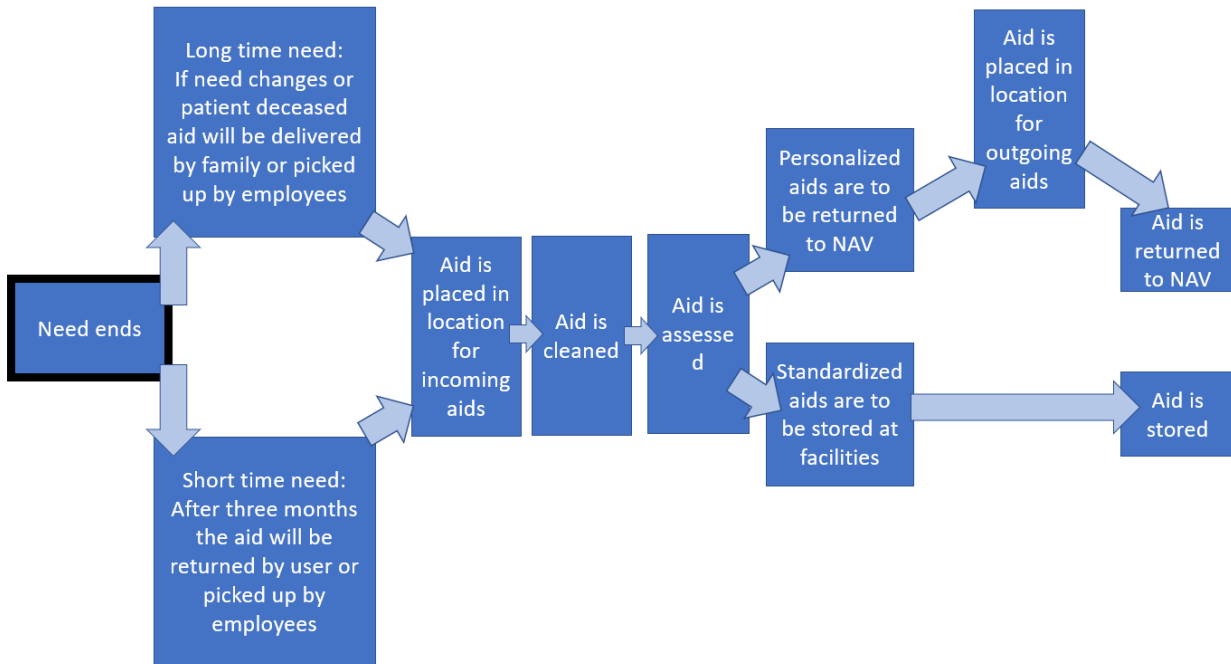 Need ends
Long time need:
If need changes or
patient deceased
aid will be delivered
by family or picked
up by employees
Short time need:
After three months
the aid will be
returned by user or
picked up by
employees
Aid is
placed in
location
for
incoming
aids
Aid is
cleaned
Aid is
assesse
d
Personalized
aids are to
be returned
to NAV
Standardized
aids are to
be stored at
facilities
Aid is
placed in
location
for
outgoing
aids
Aid is
returned
to NAV
Aid is
stored